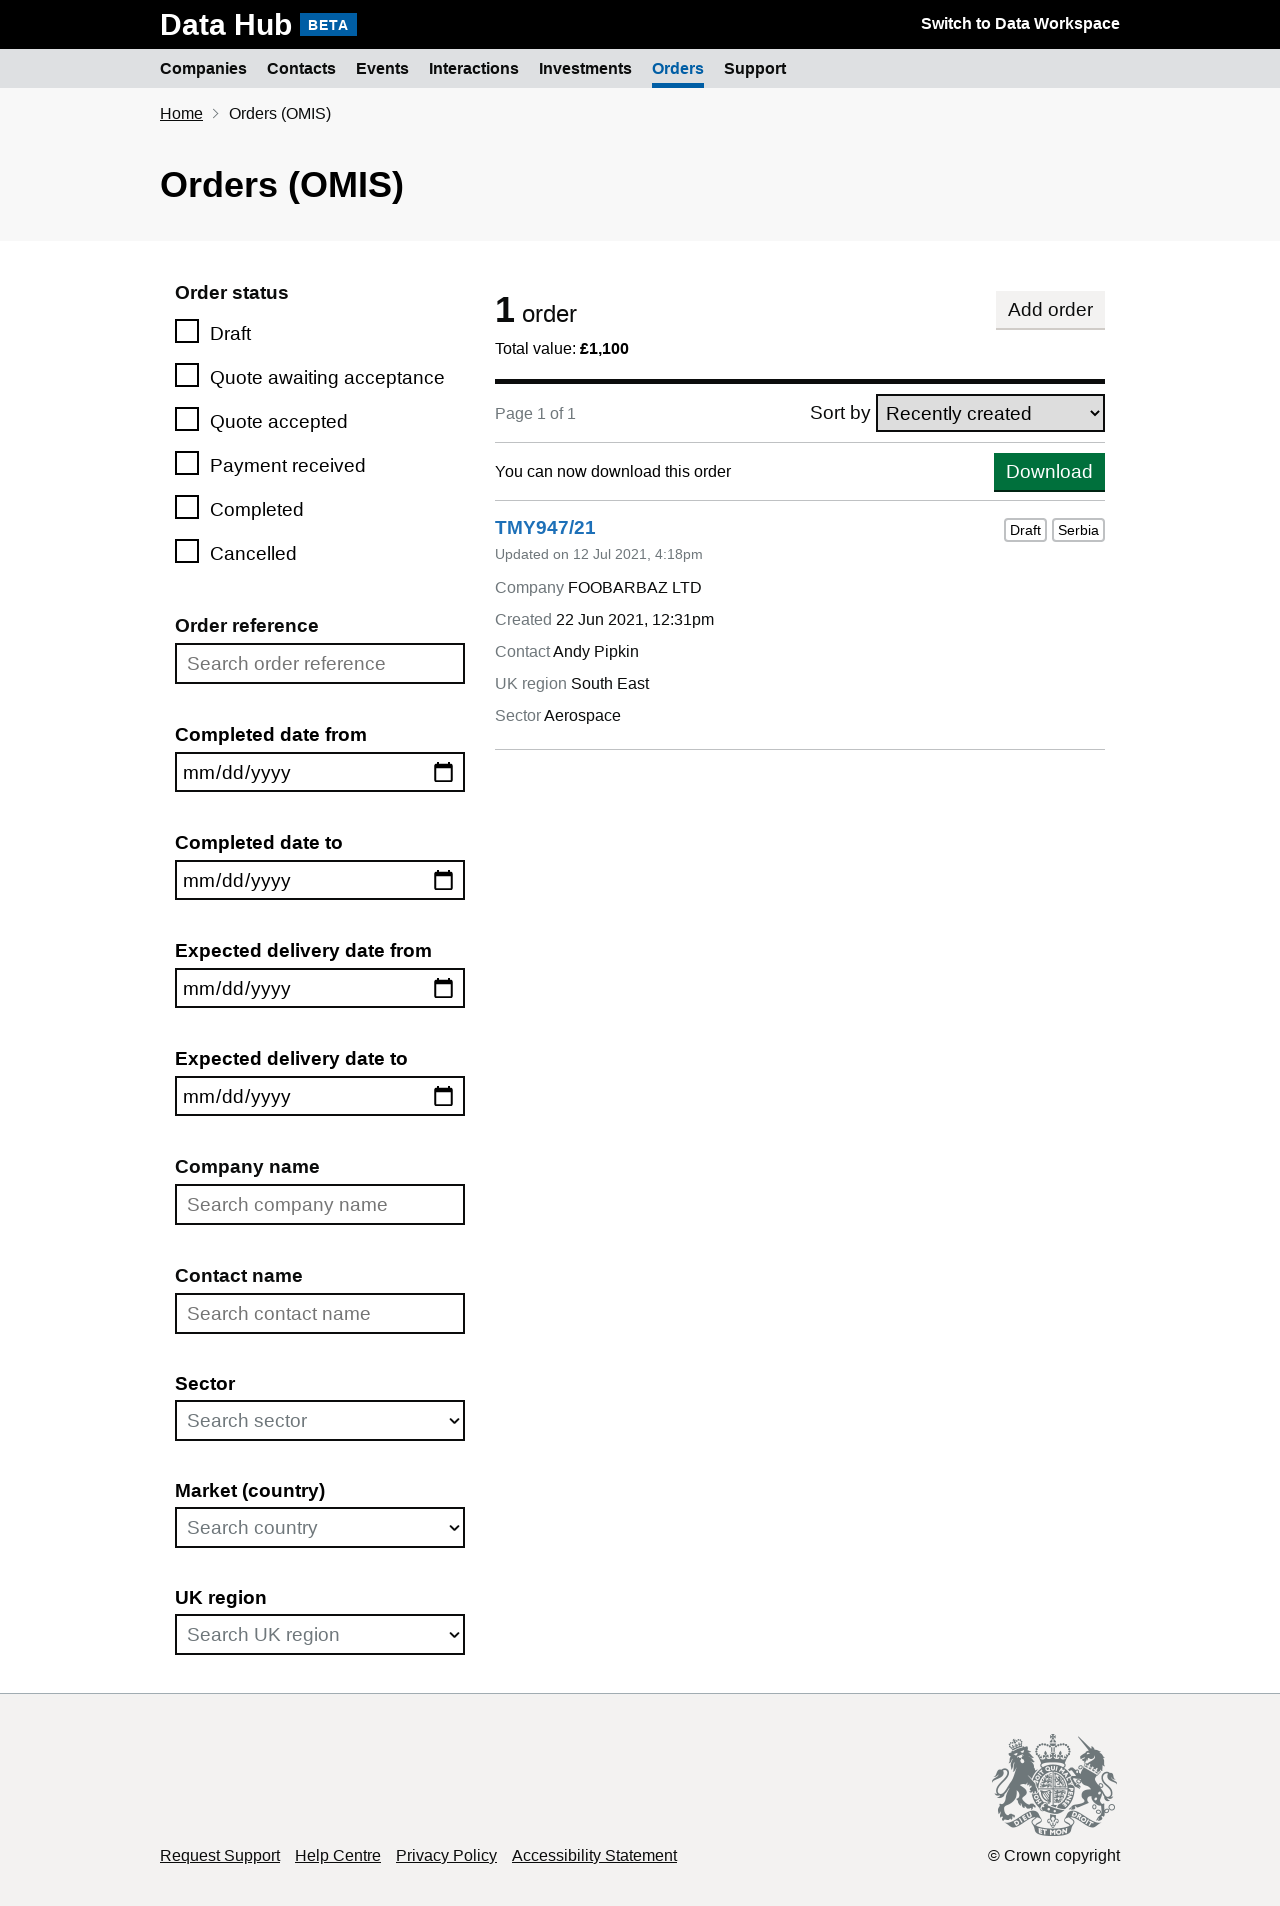 Data Hub BETA
Switch to Data Workspace
Companies Contacts Events Interactions Investments Orders Support
Home Orders (OMIS)
Orders (OMIS)
Order status
Draft
Quote awaiting acceptance
Quote accepted
Payment received
Completed
Cancelled
Order reference
Search order reference
Completed date from
mm/dd/yyyy
Completed date to
mm/dd/yyyy
Expected delivery date from
mm/dd/yyyy
Expected delivery date to
mm/dd/yyyy
Company name
Search company name
Contact name
Search contact name
Sector
Search sector
Market (country)
Search country
UK region
Search UK region
1 order
Add order
Total value: £1,100
Page 1 of 1
Sort by Recently created
You can now download this order
Download
TMY947/21
Draft Serbia
Updated on 12 Jul 2021, 4:18pm
Company FOOBARBAZ LTD
Created 22 Jun 2021, 12:31pm
Contact Andy Pipkin
UK region South East
Sector Aerospace
DIEU ET MON DROIT
Request Support Help Centre Privacy Policy Accessibility Statement
© Crown copyright